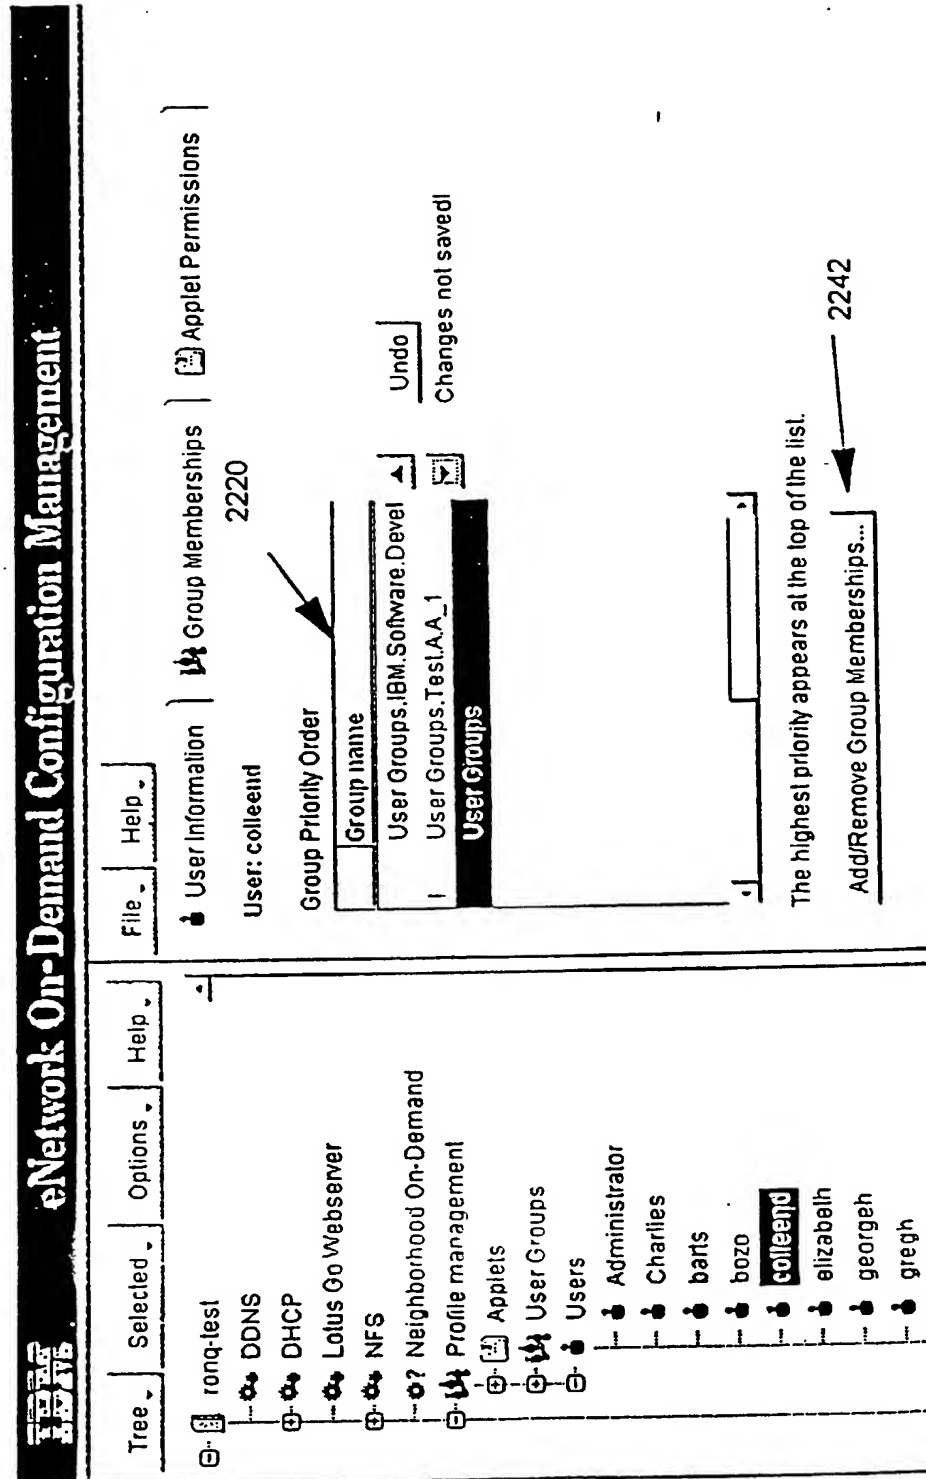 IBM eNetwork On-Demand Configuration Management
Tree Selected Options Help
ronq-test
DDNS
DHCP
Lotus Go Webserver
NFS
? Neighborhood On-Demand
Profile management
Applets
User Groups
Users
Administrator
Charlies
barts
bozo
colleend
elizabeth
georgeh
gregh
File Help
User Information Group Memberships Applet Permissions
User: colleend
2220
Group Priority Order
Group name
User Groups.IBM.Software.Devel
Undo
User Groups.Test.A.A_1
Changes not saved!
User Groups
The highest priority appears at the top of the list.
Add/Remove Group Memberships...
2242